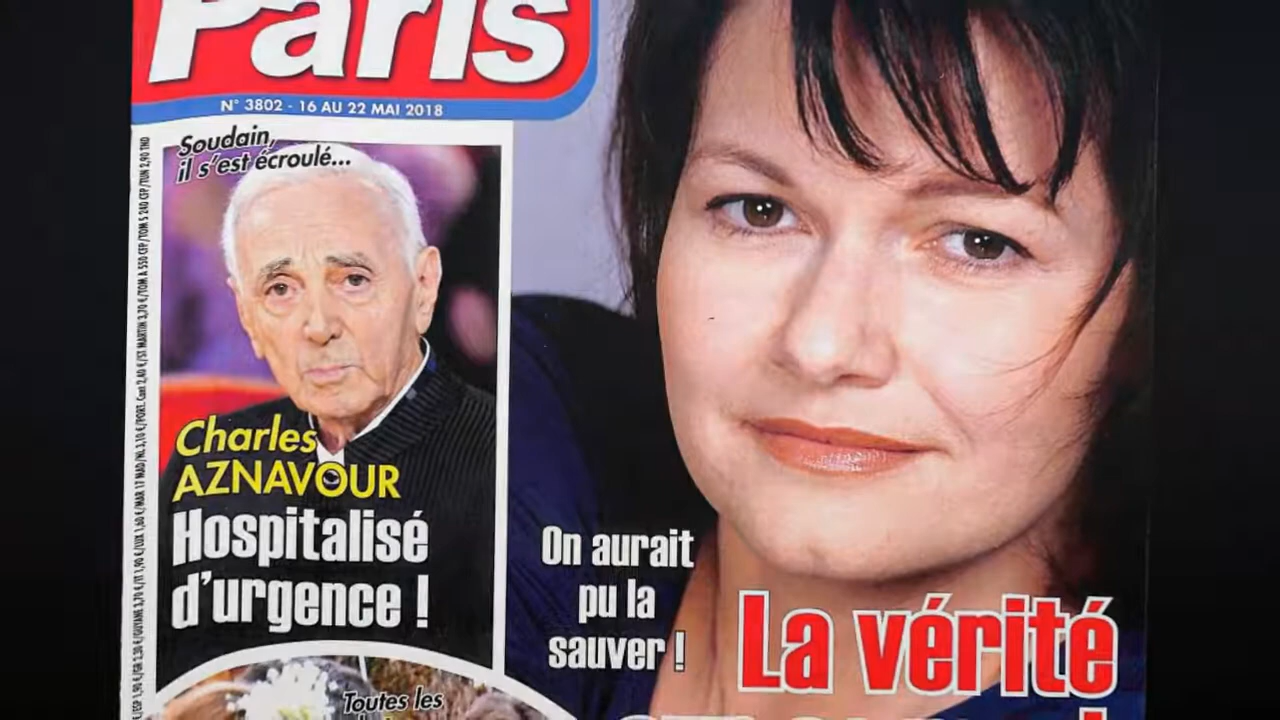 Paris
N° 3802 - 16 AU 22 MAI 2018
Soudain,
il s'est écroulé...
Charles
AZNAVOUR
Hospitalisé
d'urgence !
On aurait
pu la
sauver !
La vérité
Toutes les